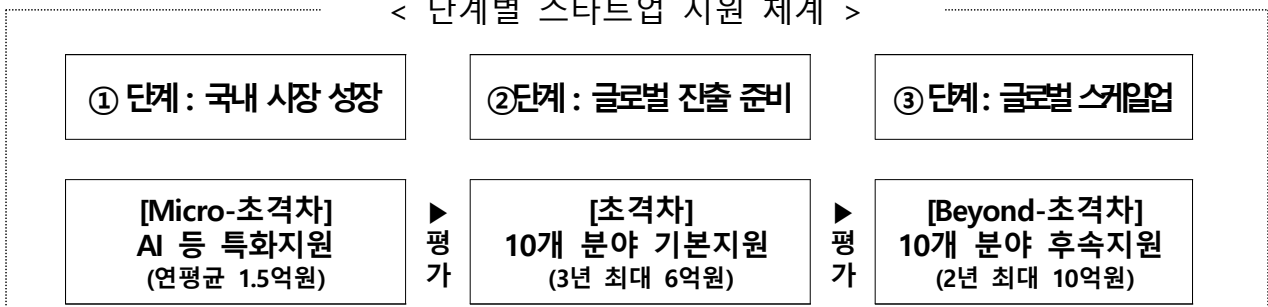 < 단계별 스타트업 지원 체계 >
① 단계 : 국내 시장 성장
②단계 : 글로벌 진출 준비
③ 단계 : 글로벌 스케일업
[Micro-초격차]
AI 등 특화지원
(연평균 1.5억원)
▶
평
가
[초격차]
10개 분야 기본지원
(3년 최대 6억원)
▶
평
가
[Beyond-초격차]
10개 분야 후속지원
(2년 최대 10억원)